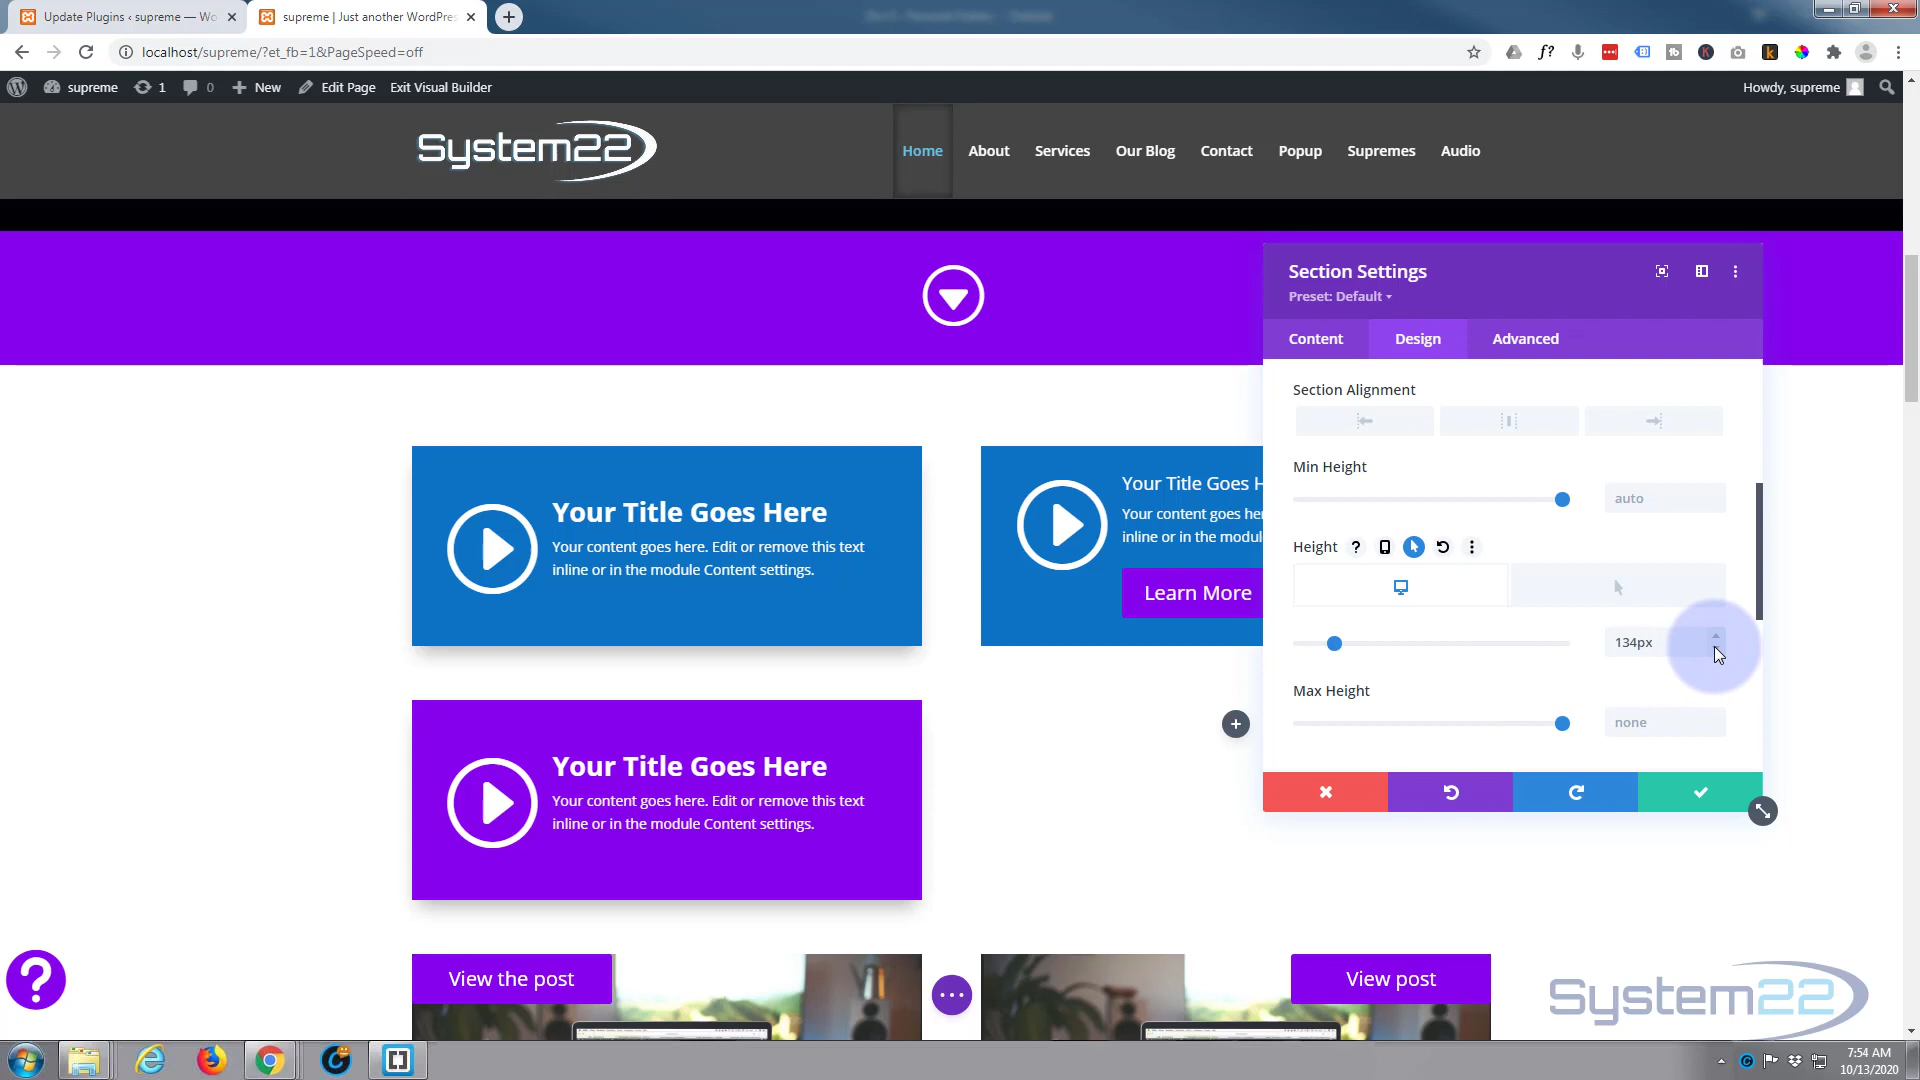 Update Plugins ‹ supreme — Wo
supreme | Just another WordPres
localhost/supreme/?et_fb=1&PageSpeed=off
supreme 1 0 New Edit Page Exit Visual Builder Howdy, supreme
System22
Home About Services Our Blog Contact Popup Supremes Audio
Section Settings
Preset: Default
Content Design Advanced
Section Alignment
Min Height
auto
Height
134px
Max Height
none
Your Title Goes Here
Your content goes here. Edit or remove this text
inline or in the module Content settings.
Your Title Goes H
Your content goes he
inline or in the modul
Learn More
Your Title Goes Here
Your content goes here. Edit or remove this text
inline or in the module Content settings.
View the post
View post
System22
7:54 AM
10/13/2020